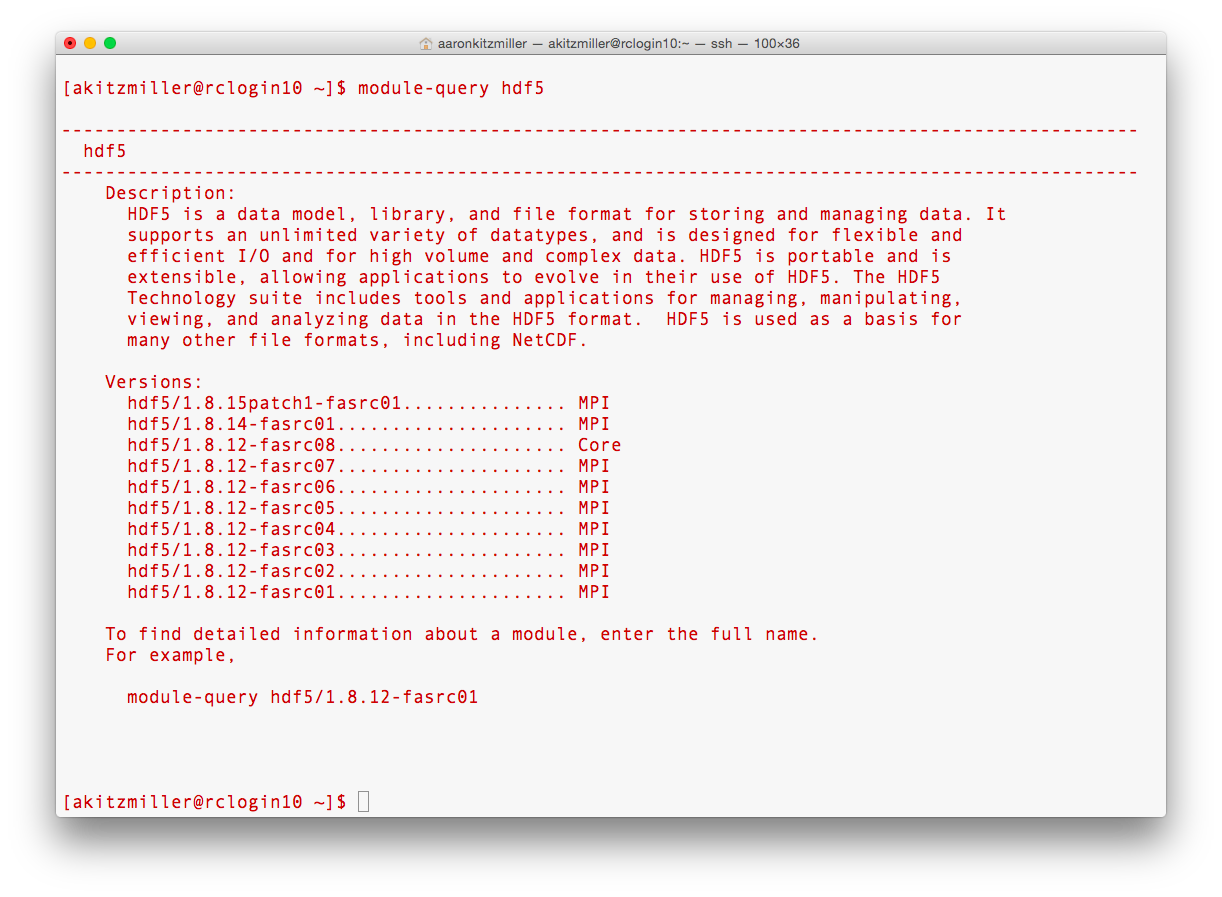 aaronkitzmiller — akitzmiller@rclogin10:~ — ssh — 100×36
[akitzmiller@rclogin10 ~]$ module-query hdf5
--------------------------------------------------------------------------------------------------
hdf5
--------------------------------------------------------------------------------------------------
Description:
HDF5 is a data model, library, and file format for storing and managing data. It
supports an unlimited variety of datatypes, and is designed for flexible and
efficient I/O and for high volume and complex data. HDF5 is portable and is
extensible, allowing applications to evolve in their use of HDF5. The HDF5
Technology suite includes tools and applications for managing, manipulating,
viewing, and analyzing data in the HDF5 format.  HDF5 is used as a basis for
many other file formats, including NetCDF.
Versions:
hdf5/1.8.15patch1-fasrc01............... MPI
hdf5/1.8.14-fasrc01..................... MPI
hdf5/1.8.12-fasrc08..................... Core
hdf5/1.8.12-fasrc07..................... MPI
hdf5/1.8.12-fasrc06..................... MPI
hdf5/1.8.12-fasrc05..................... MPI
hdf5/1.8.12-fasrc04..................... MPI
hdf5/1.8.12-fasrc03..................... MPI
hdf5/1.8.12-fasrc02..................... MPI
hdf5/1.8.12-fasrc01..................... MPI
To find detailed information about a module, enter the full name.
For example,
module-query hdf5/1.8.12-fasrc01
[akitzmiller@rclogin10 ~]$